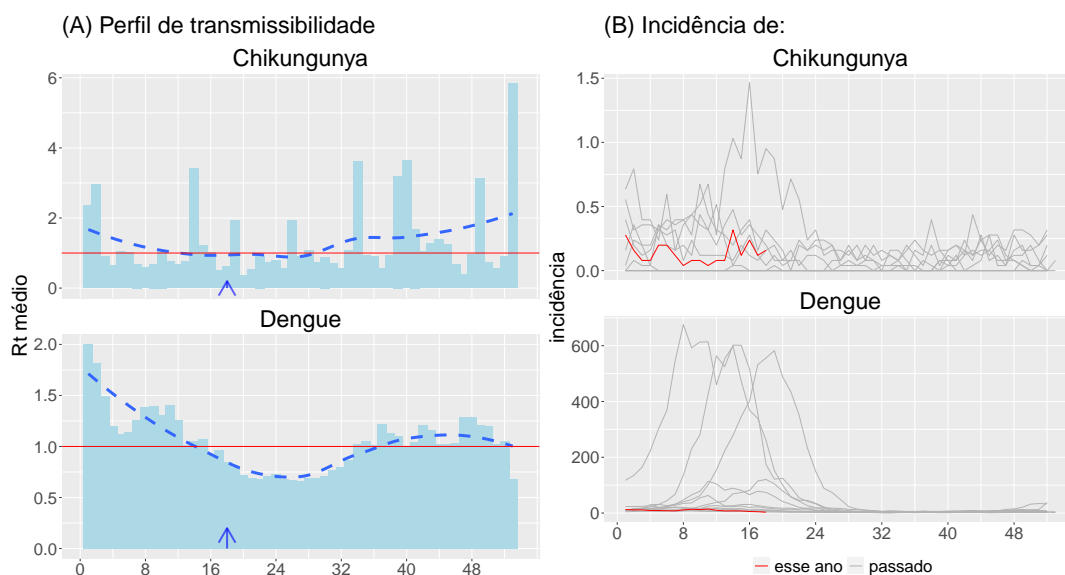 (A) Perfil de transmissibilidade
Chikungunya
6
4
2
0
Dengue
2.0
1.5
1.0
0.5
0.0
0 8 16 24 32 40 48
Rt médio
(B) Incidência de:
Chikungunya
1.5
1.0
0.5
0.0
Dengue
600
400
200
0
0 8 16 24 32 40 48
incidência
esse ano passado